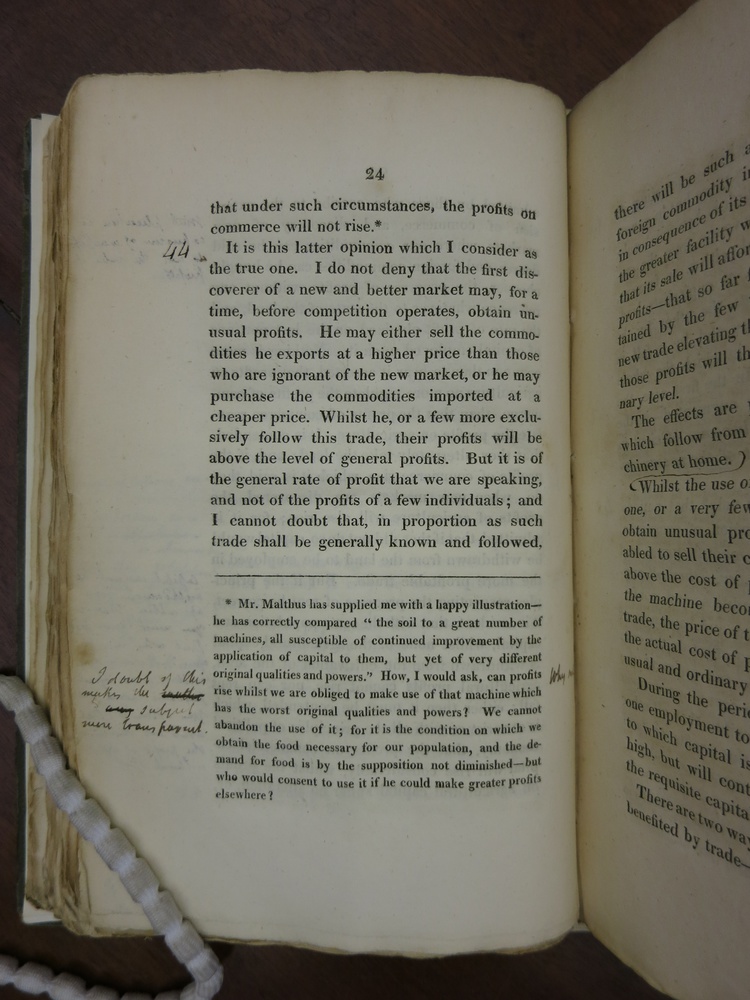 24
that under such circumstances, the profits on
commerce will not rise.*
44
It is this latter opinion which I consider as
the true one. I do not deny that the first dis-
coverer of a new and better market may, for a
time, before competition operates, obtain un-
usual profits. He may either sell the commo-
dities he exports at a higher price than those
who are ignorant of the new market, or he may
purchase the commodities imported at a
cheaper price. Whilst he, or a few more exclu-
sively follow this trade, their profits will be
above the level of general profits. But it is of
the general rate of profit that we are speaking,
and not of the profits of a few individuals; and
I cannot doubt that, in proportion as such
trade shall be generally known and followed,
* Mr. Malthus has supplied me with a happy illustration—
he has correctly compared “ the soil to a great number of
machines, all susceptible of continued improvement by the
application of capital to them, but yet of very different
original qualities and powers.” How, I would ask, can profits
rise whilst we are obliged to make use of that machine which
has the worst original qualities and powers? We cannot
abandon the use of it; for it is the condition on which we
obtain the food necessary for our population, and the de-
mand for food is by the supposition not diminished—but
who would consent to use it if he could make greater profits
elsewhere?
I doubt if this
makes the
subject
more transparent.
Why
there will be such
foreign commodity
in consequence of its
the greater facility
that its sale will
profits—that so far
tained by the few
new trade elevating
those profits will
nary level.
The effects are
which follow from
chinery at home.)
(Whilst the use
one, or a very few
obtain unusual
abled to sell their
above the cost of
the machine
trade, the price of
the actual cost of
usual and ordinary
During the
one employment to
to which capital is
high, but will
the requisite
There are two
benefited by trade—